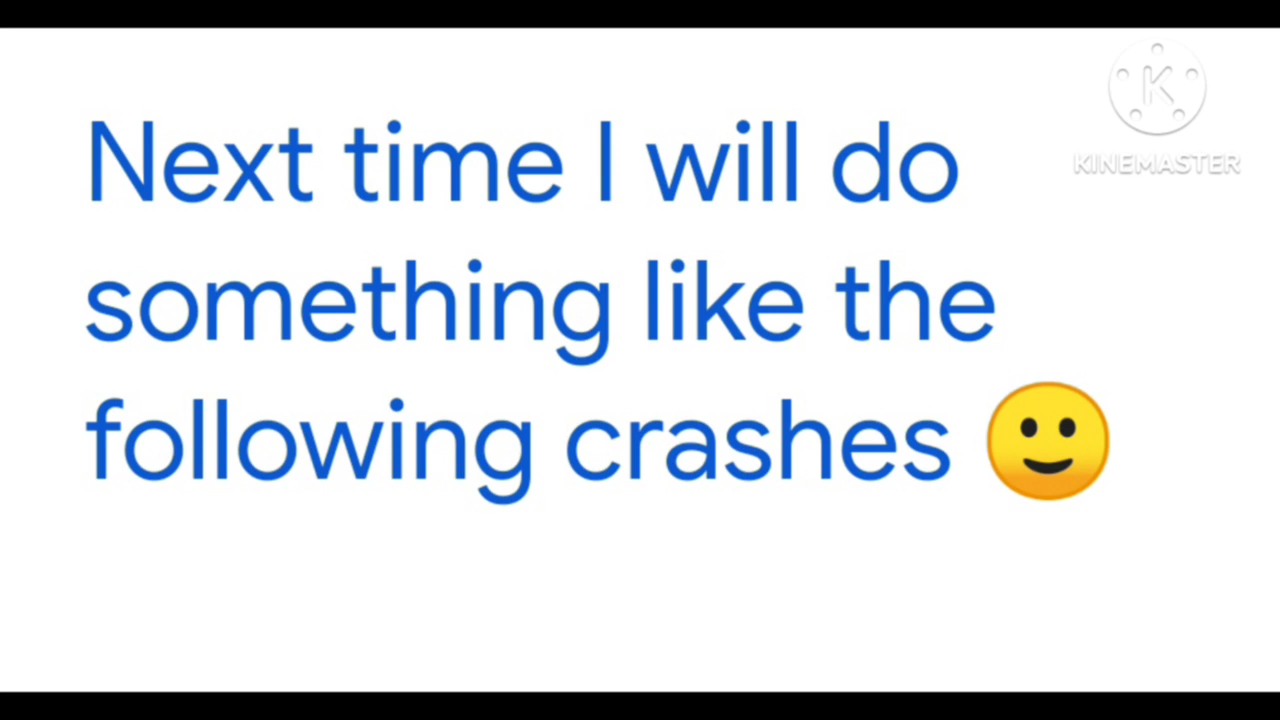 Next time I will do
something like the
following crashes 🙂
K
KINEMASTER